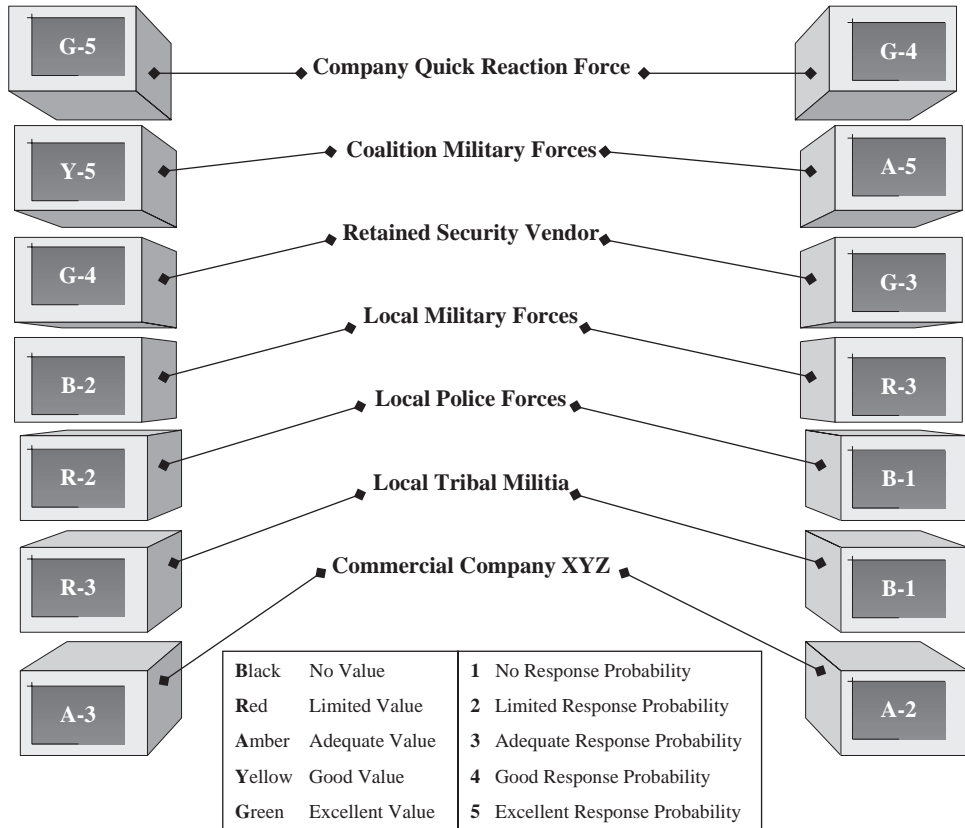 G-5
Company Quick Reaction Force
G-4
Y-5
Coalition Military Forces
A-5
G-4
Retained Security Vendor
G-3
B-2
Local Military Forces
R-3
R-2
Local Police Forces
B-1
R-3
Local Tribal Militia
B-1
A-3
Commercial Company XYZ
A-2
Black No Value
Red Limited Value
Amber Adequate Value
Yellow Good Value
Green Excellent Value
1 No Response Probability
2 Limited Response Probability
3 Adequate Response Probability
4 Good Response Probability
5 Excellent Response Probability